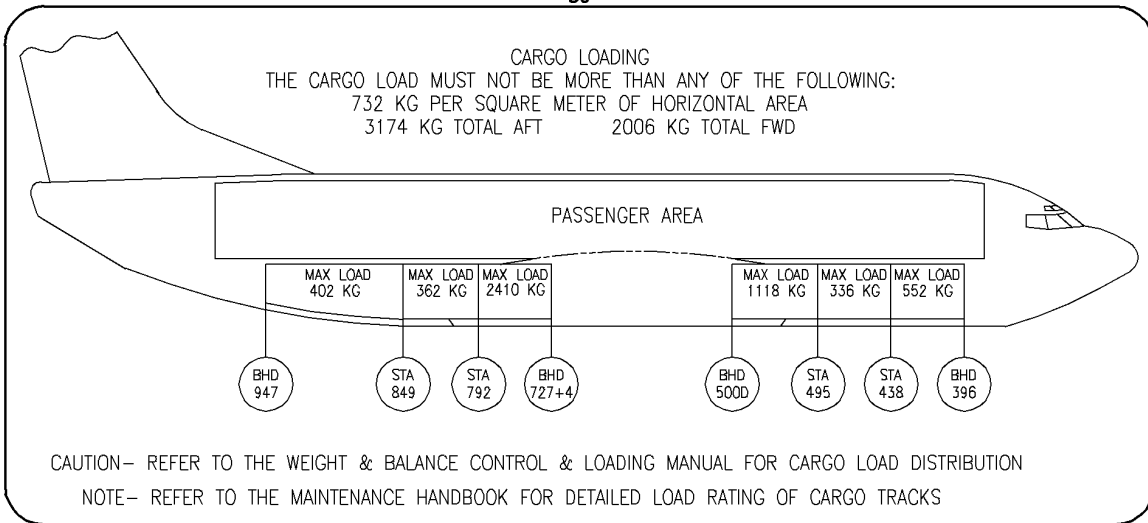 CARGO LOADING
THE CARGO LOAD MUST NOT BE MORE THAN ANY OF THE FOLLOWING:
732 KG PER SQUARE METER OF HORIZONTAL AREA
3174 KG TOTAL AFT 2006 KG TOTAL FWD
PASSENGER AREA
MAX LOAD
402 KG
MAX LOAD
362 KG
MAX LOAD
2410 KG
MAX LOAD
1118 KG
MAX LOAD
336 KG
MAX LOAD
552 KG
BHD
947
STA
849
STA
792
BHD
727+4
BHD
500D
STA
495
STA
438
BHD
396
CAUTION– REFER TO THE WEIGHT & BALANCE CONTROL & LOADING MANUAL FOR CARGO LOAD DISTRIBUTION
NOTE– REFER TO THE MAINTENANCE HANDBOOK FOR DETAILED LOAD RATING OF CARGO TRACKS